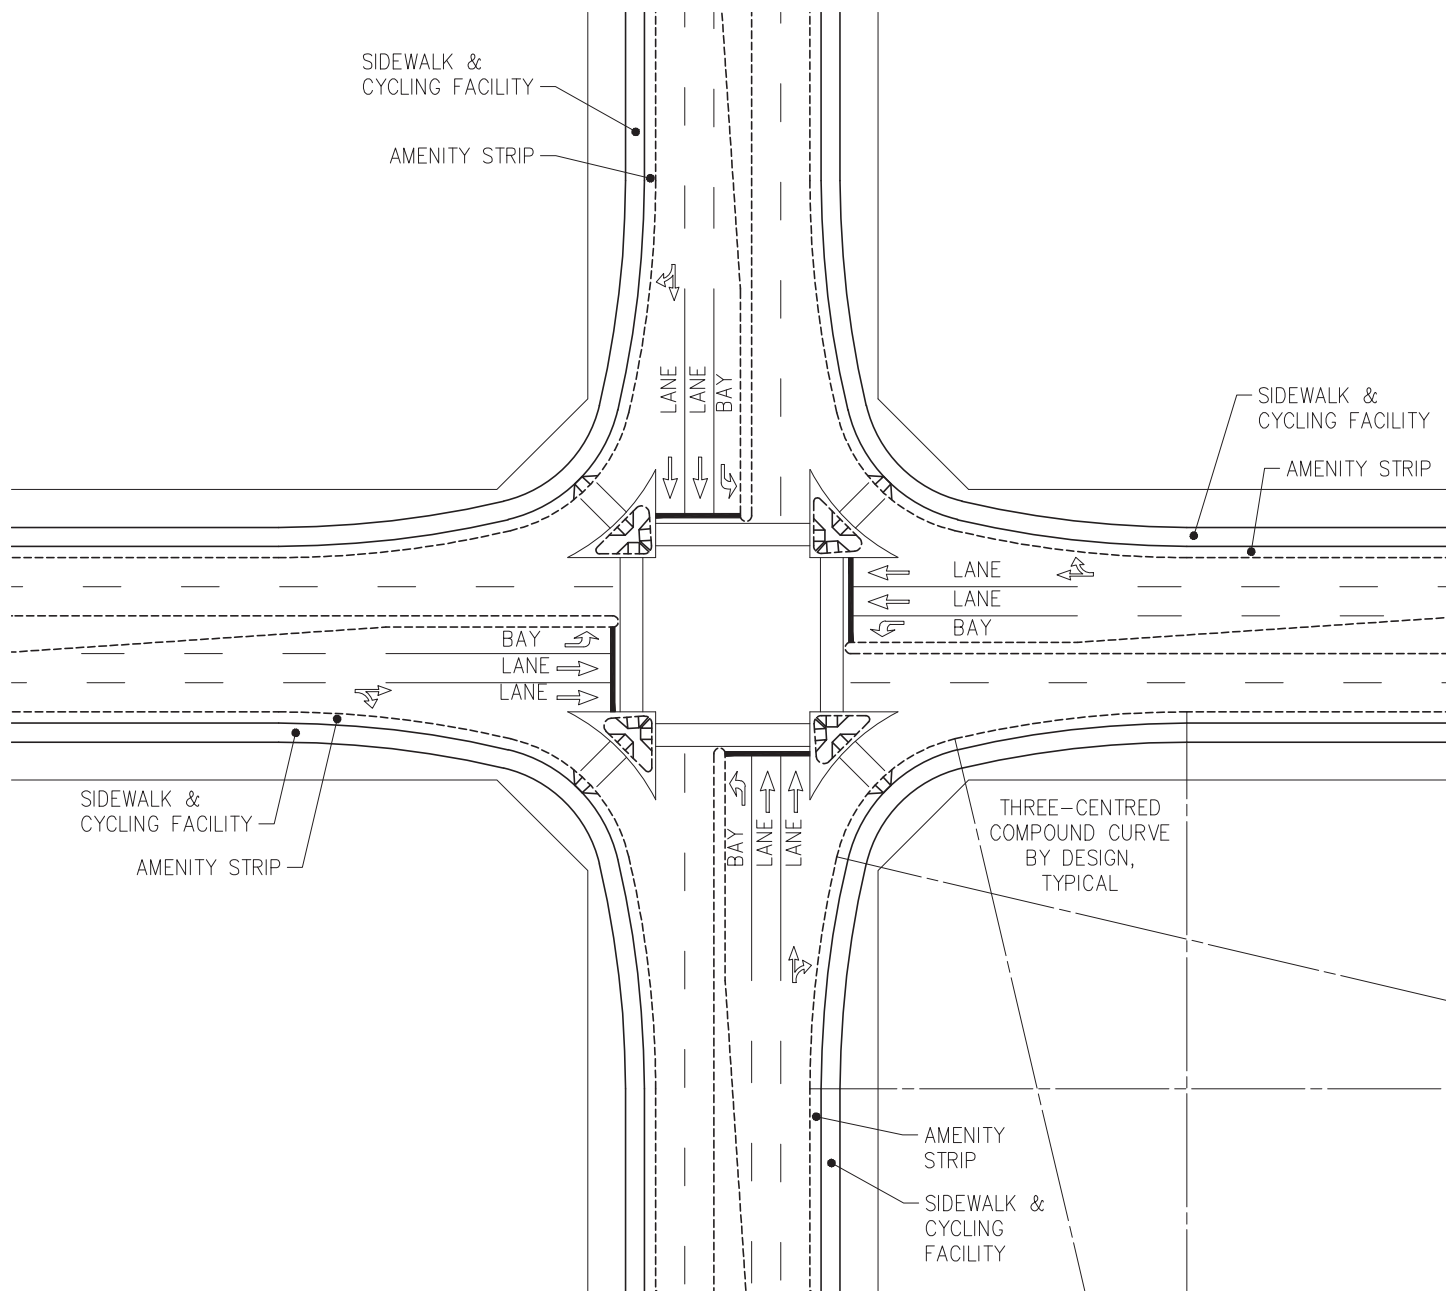 SIDEWALK &
CYCLING FACILITY
AMENITY STRIP
LANE
LANE
BAY
SIDEWALK &
CYCLING FACILITY
AMENITY STRIP
LANE
LANE
BAY
BAY
LANE
LANE
SIDEWALK &
CYCLING FACILITY
AMENITY STRIP
BAY
LANE
LANE
THREE-CENTRED
COMPOUND CURVE
BY DESIGN,
TYPICAL
AMENITY
STRIP
SIDEWALK &
CYCLING
FACILITY